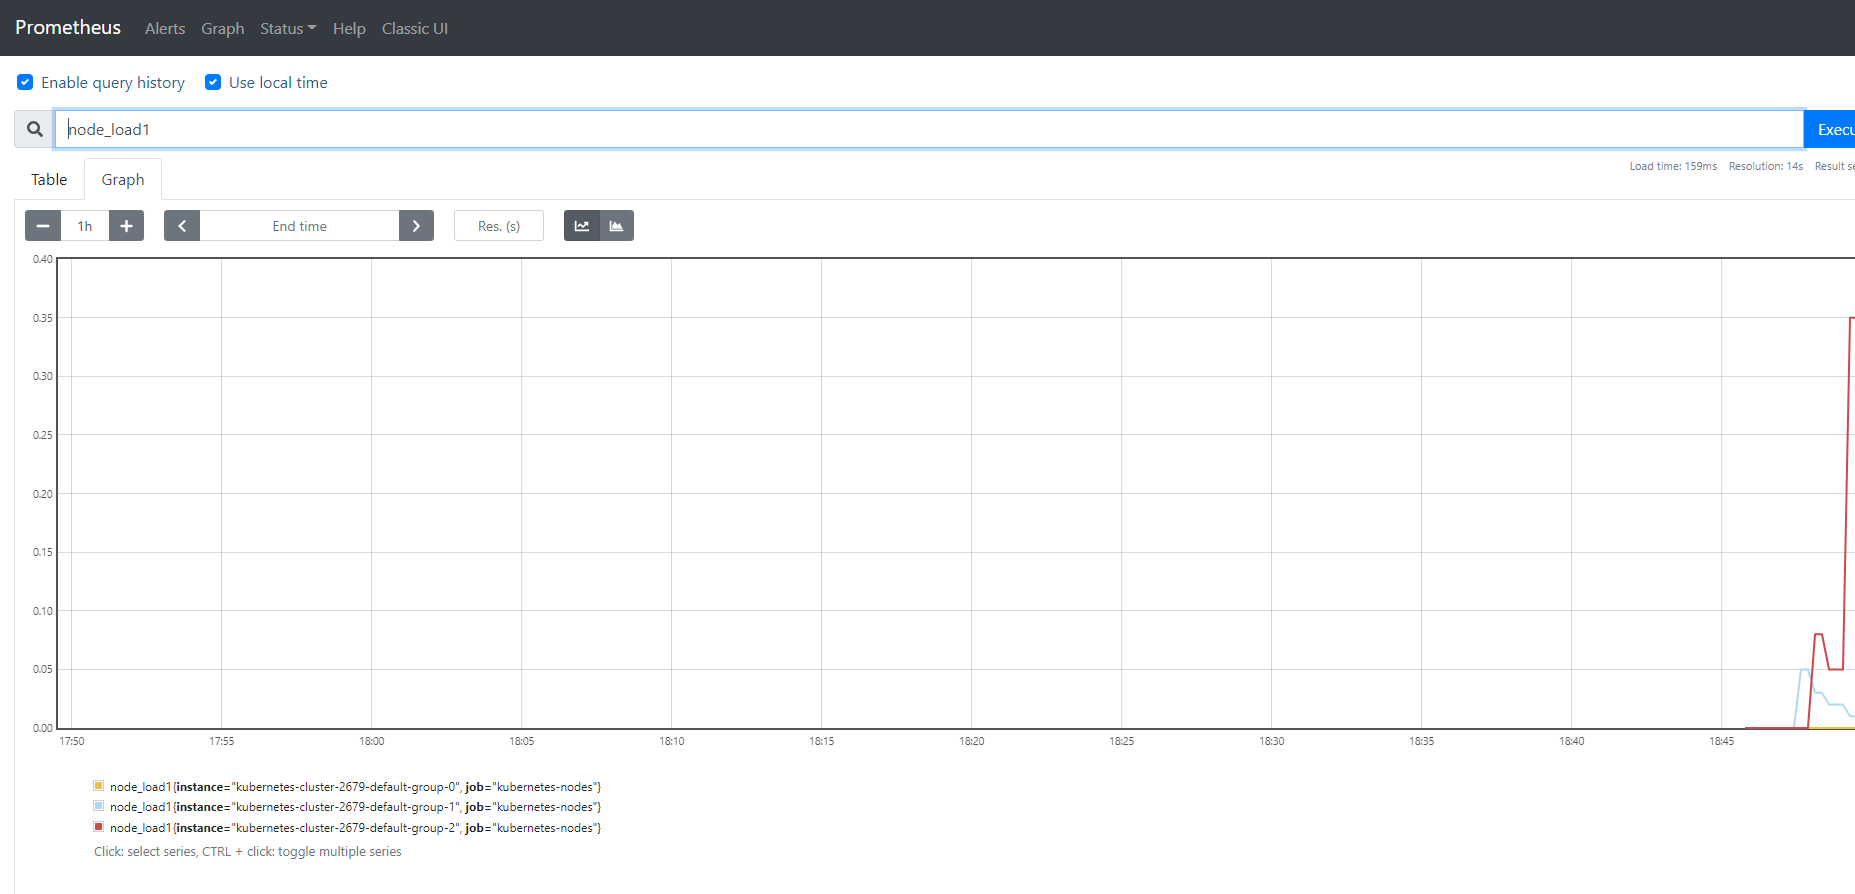 Prometheus Alerts Graph Status Help Classic UI
Enable query history Use local time
node_load1
Table Graph
Load time: 159ms Resolution: 14s Result
1h End time Res. (s)
0.40
0.35
0.30
0.25
0.20
0.15
0.10
0.05
0.00
17:50 17:55 18:00 18:05 18:10 18:15 18:20 18:25 18:30 18:35 18:40 18:45
node_load1{instance="kubernetes-cluster-2679-default-group-0", job="kubernetes-nodes"}
node_load1{instance="kubernetes-cluster-2679-default-group-1", job="kubernetes-nodes"}
node_load1{instance="kubernetes-cluster-2679-default-group-2", job="kubernetes-nodes"}
Click: select series, CTRL + click: toggle multiple series